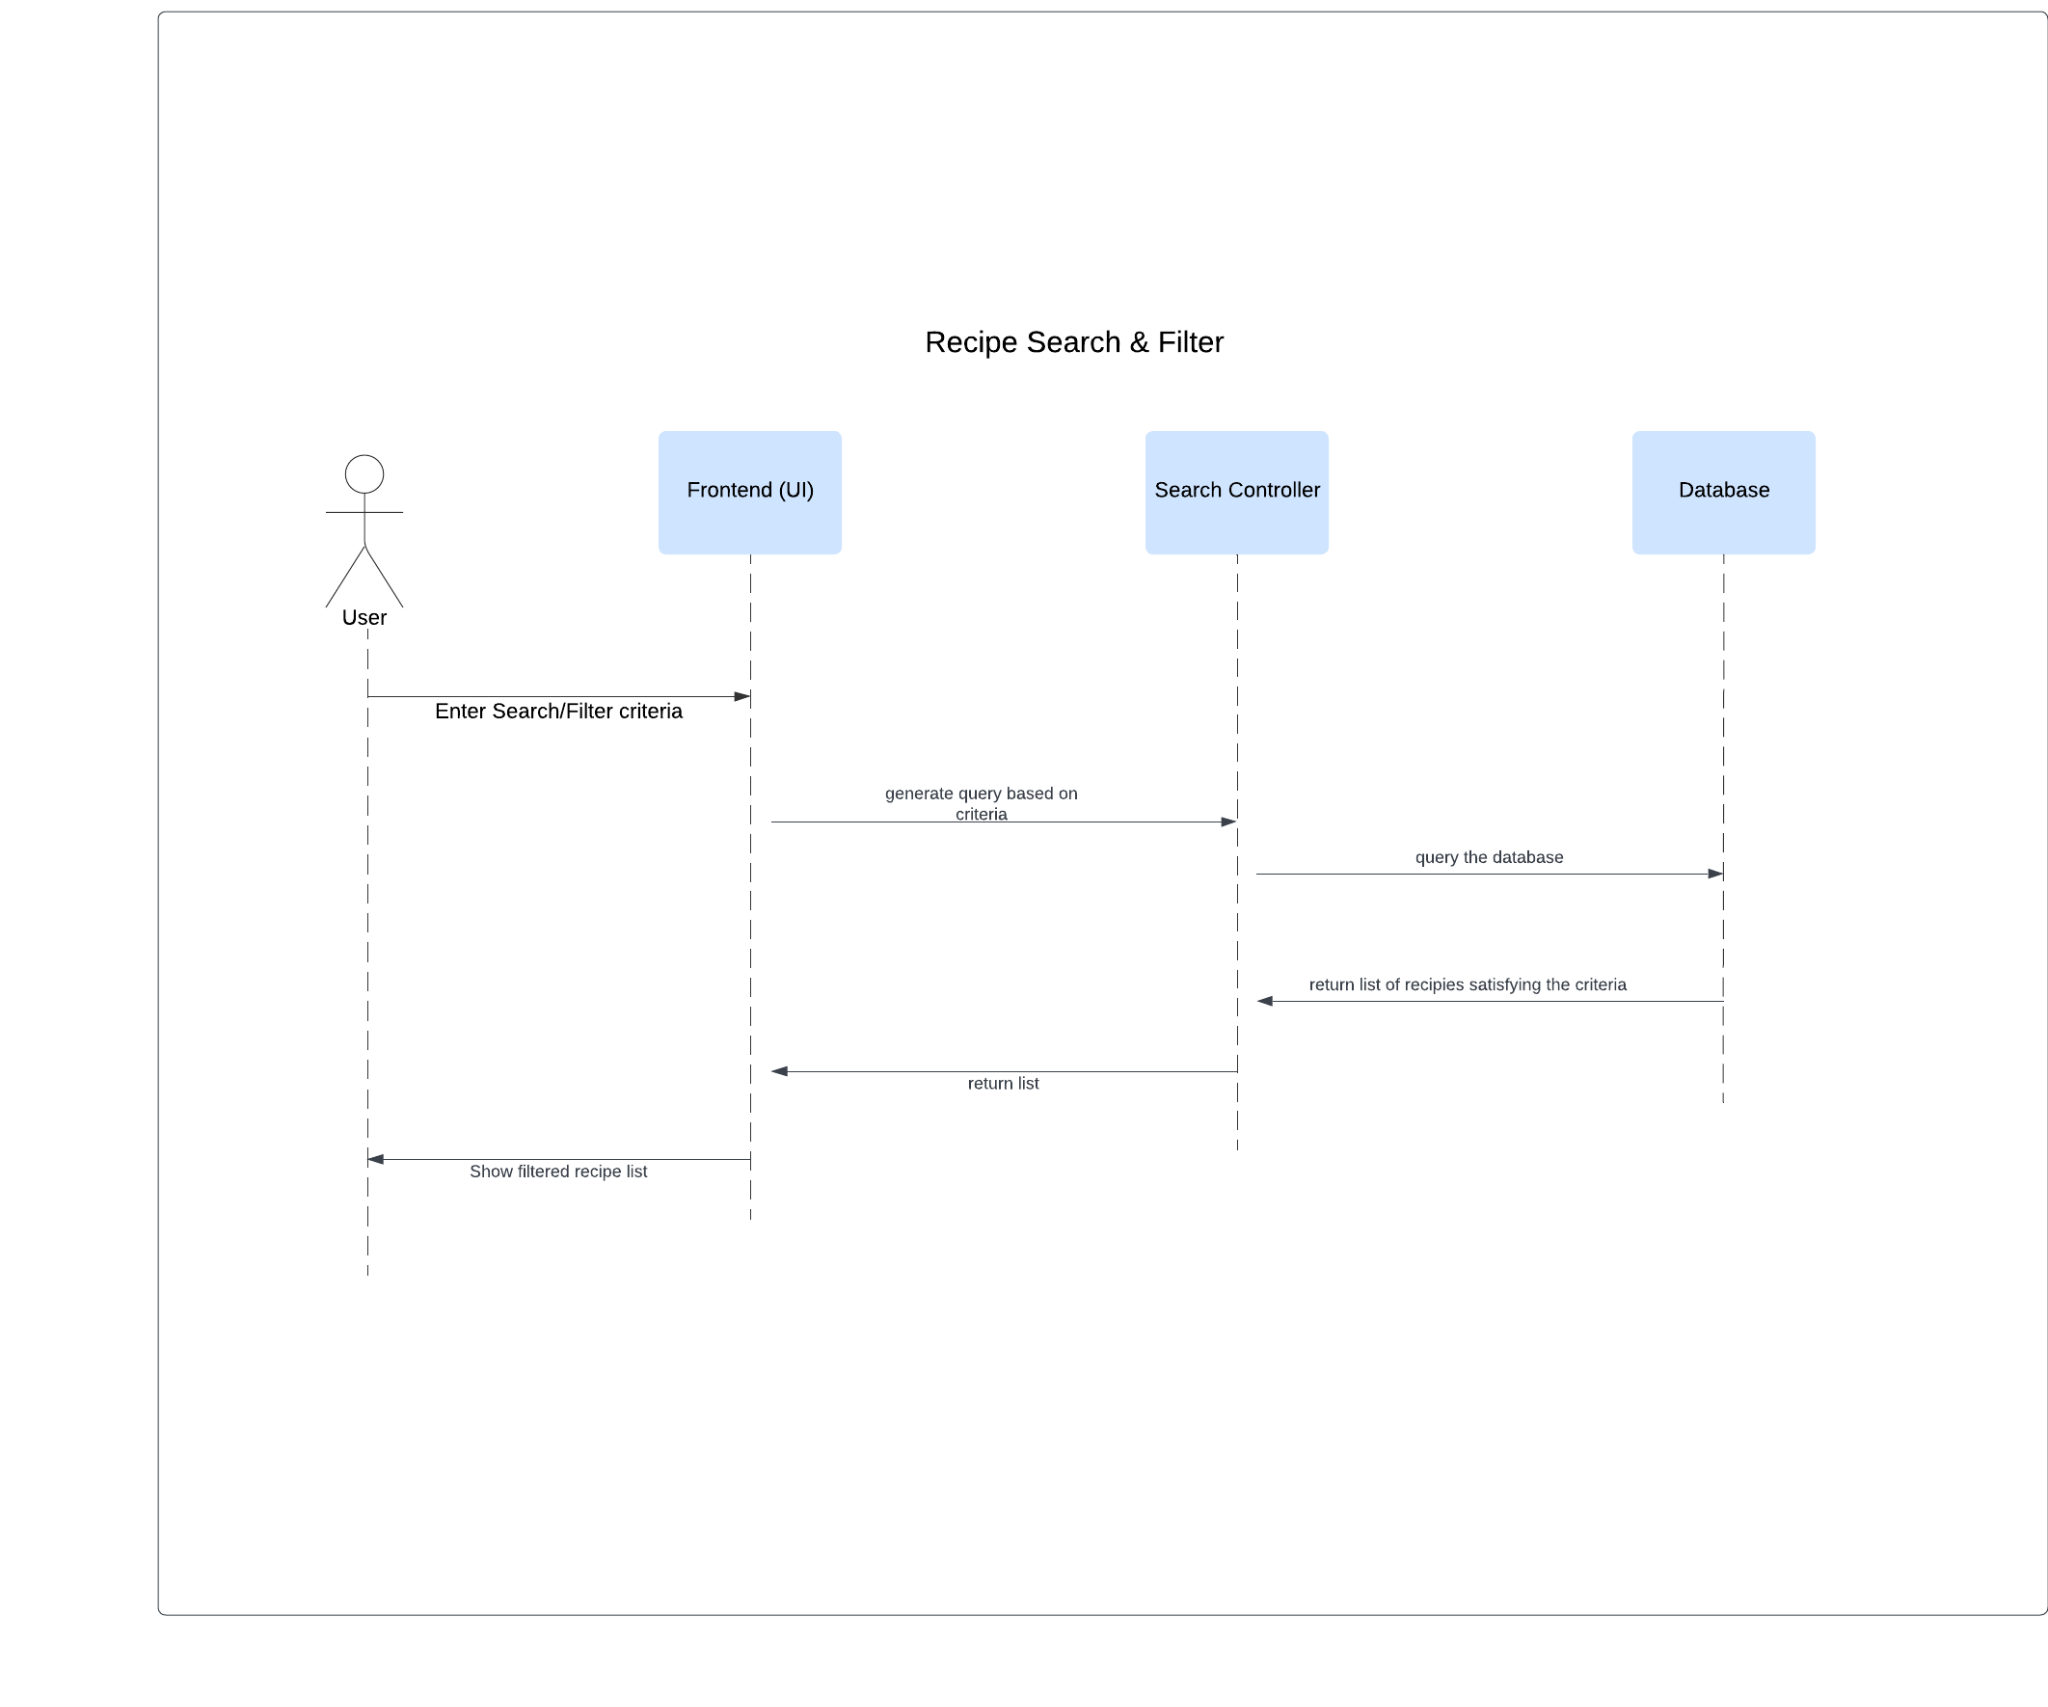 Recipe Search & Filter
Frontend (UI)
Search Controller
Database
User
Enter Search/Filter criteria
generate query based on
criteria
query the database
return list of recipies satisfying the criteria
return list
Show filtered recipe list